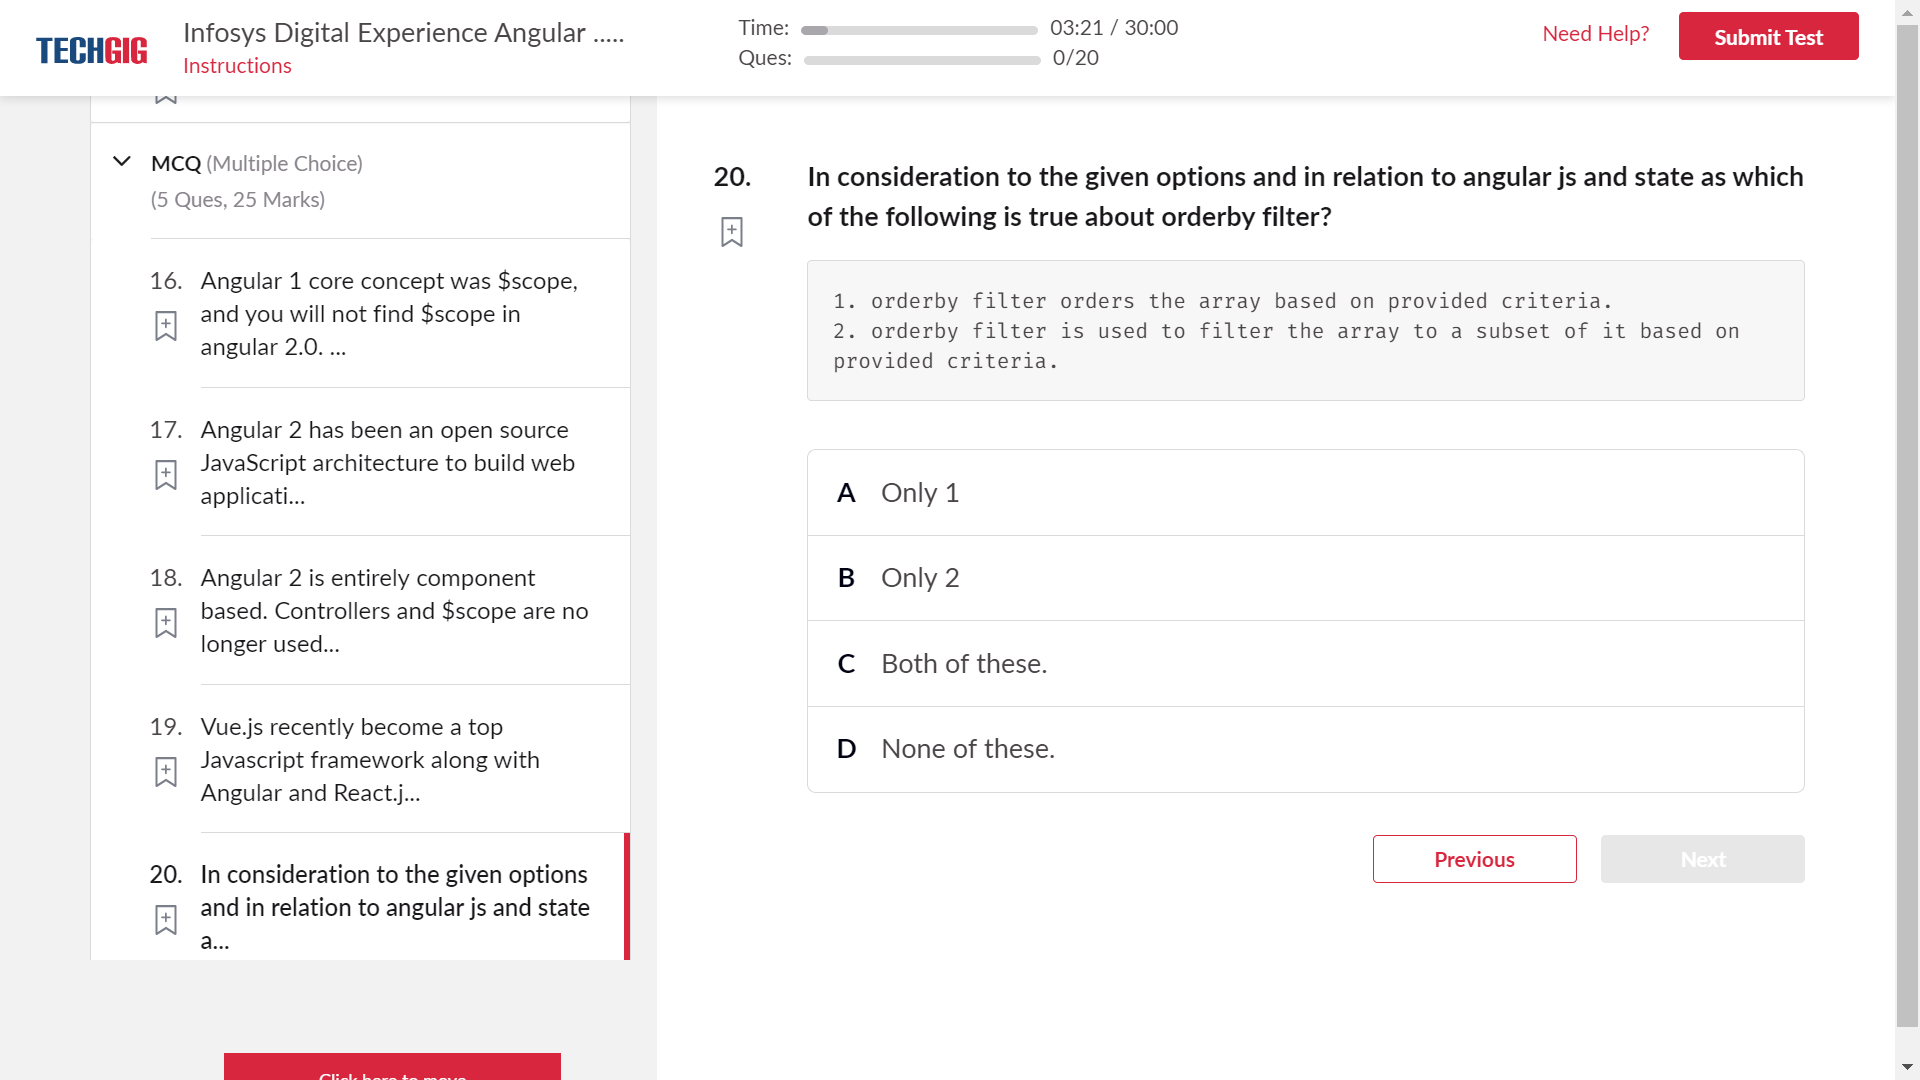 TECHGIG
Infosys Digital Experience Angular .....
Instructions
Time: 03:21 / 30:00
Ques: 0/20
Need Help?
Submit Test
MCQ (Multiple Choice)
(5 Ques, 25 Marks)
16. Angular 1 core concept was $scope,
and you will not find $scope in
angular 2.0. ...
17. Angular 2 has been an open source
JavaScript architecture to build web
applicati...
18. Angular 2 is entirely component
based. Controllers and $scope are no
longer used...
19. Vue.js recently become a top
Javascript framework along with
Angular and React.j...
20. In consideration to the given options
and in relation to angular js and state
a...
Click here to move
20. In consideration to the given options and in relation to angular js and state as which
of the following is true about orderby filter?
1. orderby filter orders the array based on provided criteria.
2. orderby filter is used to filter the array to a subset of it based on
provided criteria.
A Only 1
B Only 2
C Both of these.
D None of these.
Previous
Next